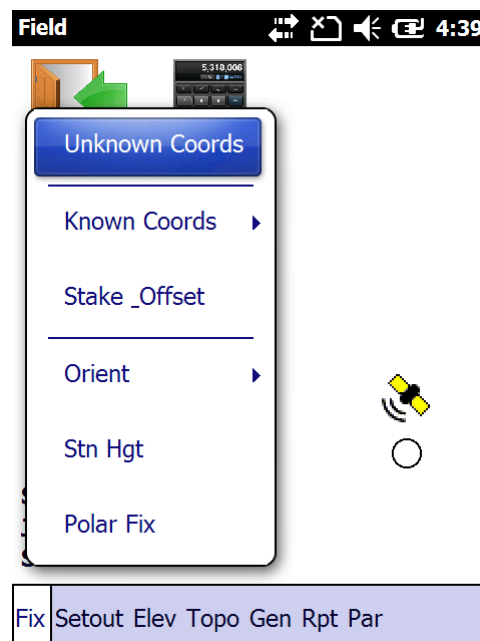 Field 4:39
5,318,008
Unknown Coords
Known Coords
Stake _Offset
Orient
Stn Hgt
Polar Fix
Fix Setout Elev Topo Gen Rpt Par